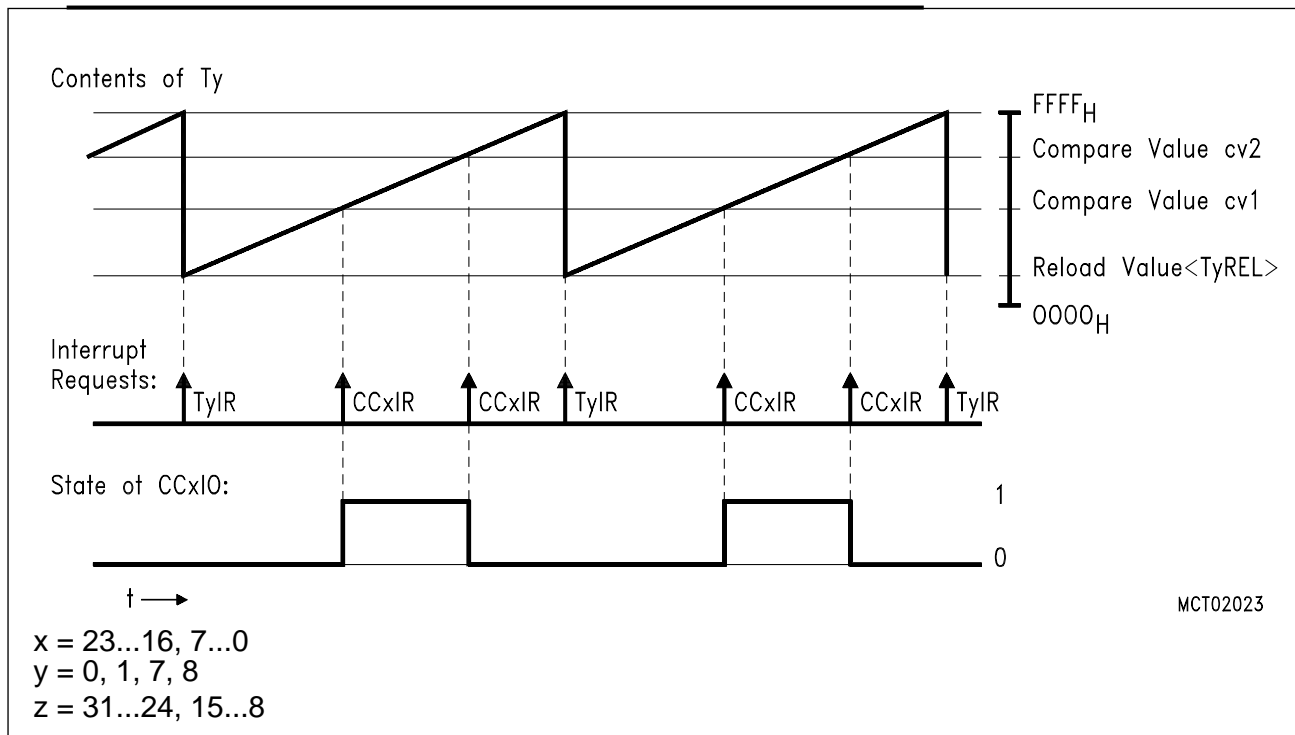 Contents of Ty
FFFFH
Compare Value cv2
Compare Value cv1
Reload Value<TyREL>
0000H
Interrupt
Requests:
TyIR
CCxIR
CCxIR
TyIR
CCxIR
CCxIR
TyIR
State of CCxIO:
1
0
t
MCT02023
x = 23...16, 7...0
y = 0, 1, 7, 8
z = 31...24, 15...8